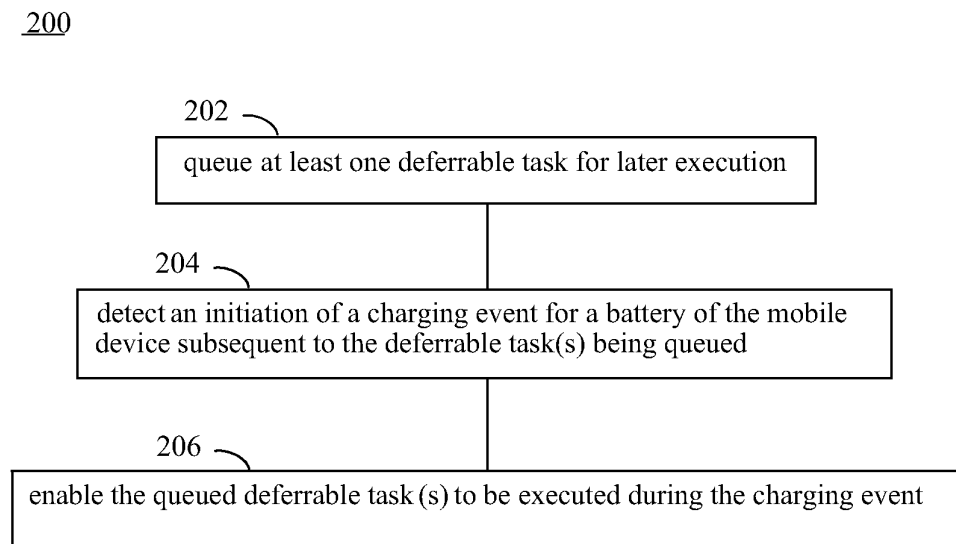 200
202
queue at least one deferrable task for later execution
204
detect an initiation of a charging event for a battery of the mobile
device subsequent to the deferrable task(s) being queued
206
enable the queued deferrable task(s) to be executed during the charging event